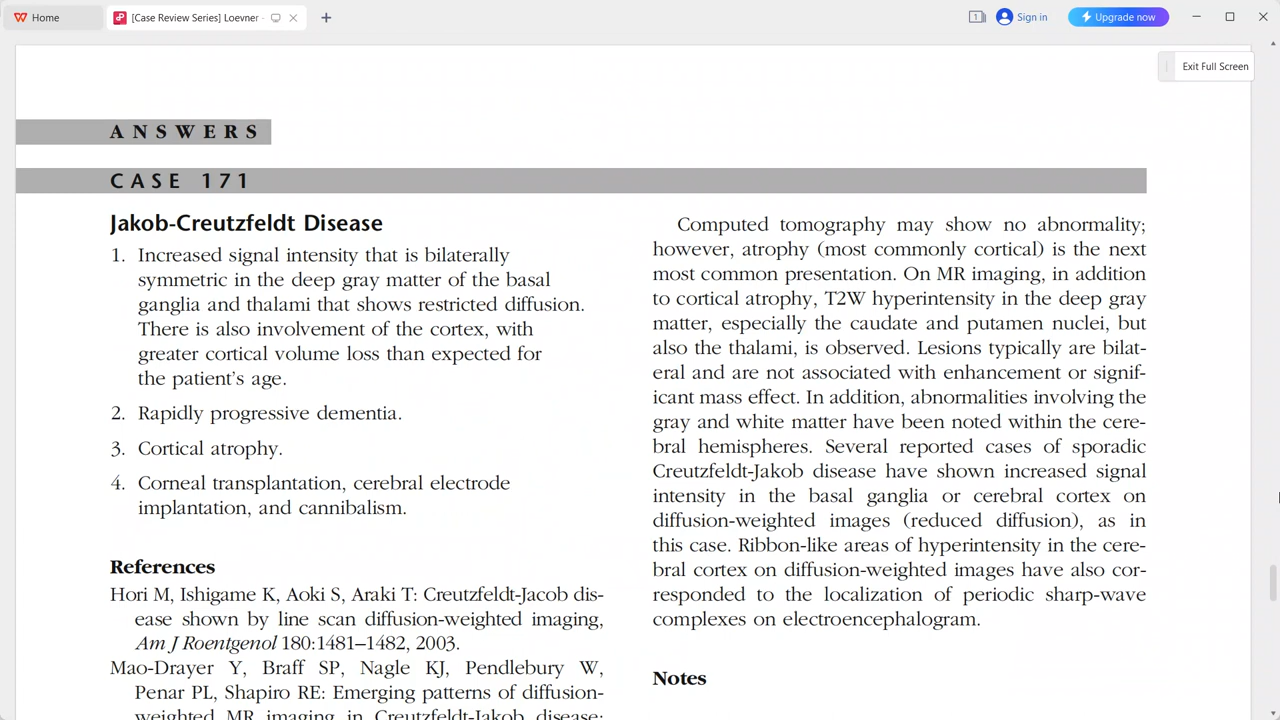 Home
[Case Review Series] Loevner -
1
Sign in
Upgrade now
Exit Full Screen
ANSWERS
CASE 171
Jakob-Creutzfeldt Disease
1. Increased signal intensity that is bilaterally
symmetric in the deep gray matter of the basal
ganglia and thalami that shows restricted diffusion.
There is also involvement of the cortex, with
greater cortical volume loss than expected for
the patient's age.
2. Rapidly progressive dementia.
3. Cortical atrophy.
4. Corneal transplantation, cerebral electrode
implantation, and cannibalism.
References
Hori M, Ishigame K, Aoki S, Araki T: Creutzfeldt-Jacob dis-
ease shown by line scan diffusion-weighted imaging,
Am J Roentgenol 180:1481–1482, 2003.
Mao-Drayer Y, Braff SP, Nagle KJ, Pendlebury W,
Penar PL, Shapiro RE: Emerging patterns of diffusion-
weighted MR imaging in Creutzfeldt-Jakob disease:
Computed tomography may show no abnormality;
however, atrophy (most commonly cortical) is the next
most common presentation. On MR imaging, in addition
to cortical atrophy, T2W hyperintensity in the deep gray
matter, especially the caudate and putamen nuclei, but
also the thalami, is observed. Lesions typically are bilat-
eral and are not associated with enhancement or signif-
icant mass effect. In addition, abnormalities involving the
gray and white matter have been noted within the cere-
bral hemispheres. Several reported cases of sporadic
Creutzfeldt-Jakob disease have shown increased signal
intensity in the basal ganglia or cerebral cortex on
diffusion-weighted images (reduced diffusion), as in
this case. Ribbon-like areas of hyperintensity in the cere-
bral cortex on diffusion-weighted images have also cor-
responded to the localization of periodic sharp-wave
complexes on electroencephalogram.
Notes